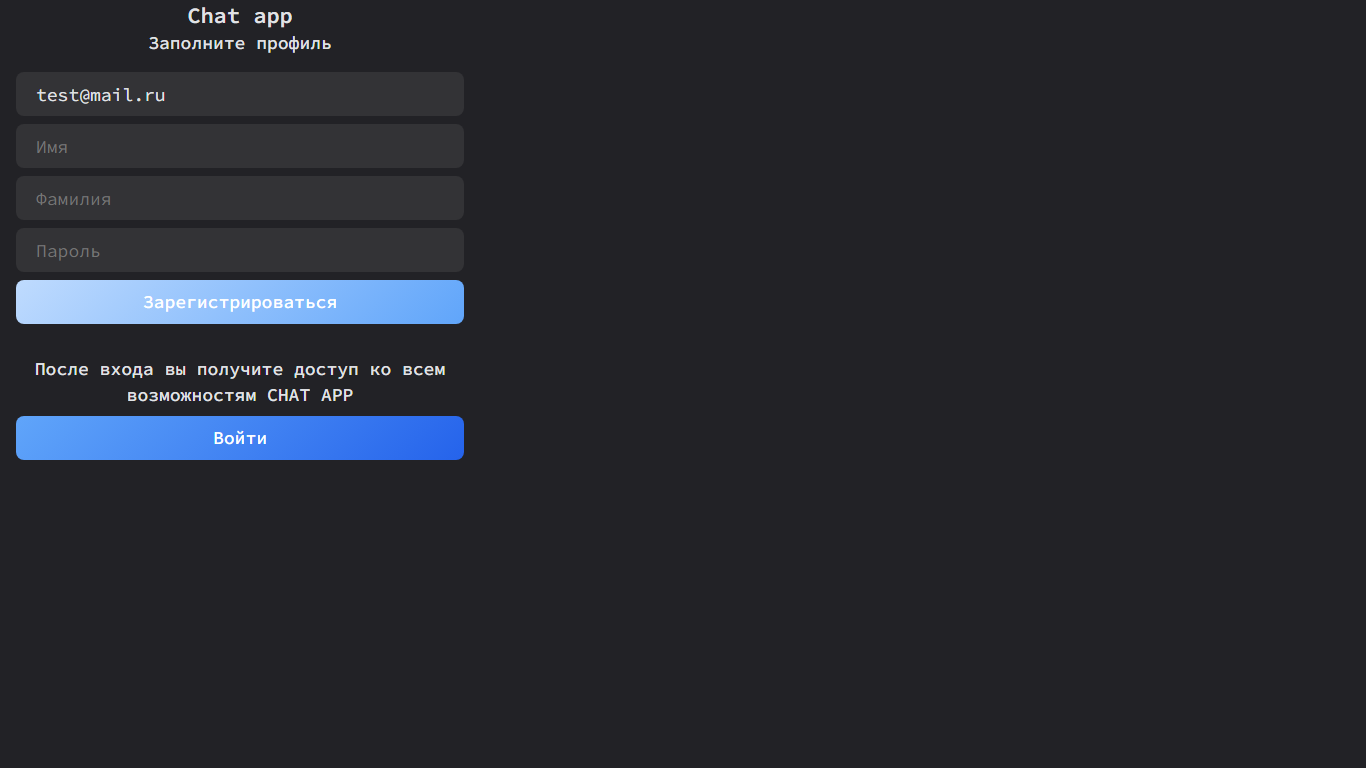 Chat app
Заполните профиль
test@mail.ru
Имя
Фамилия
Пароль
Зарегистрироваться
После входа вы получите доступ ко всем
возможностям CHAT APP
Войти